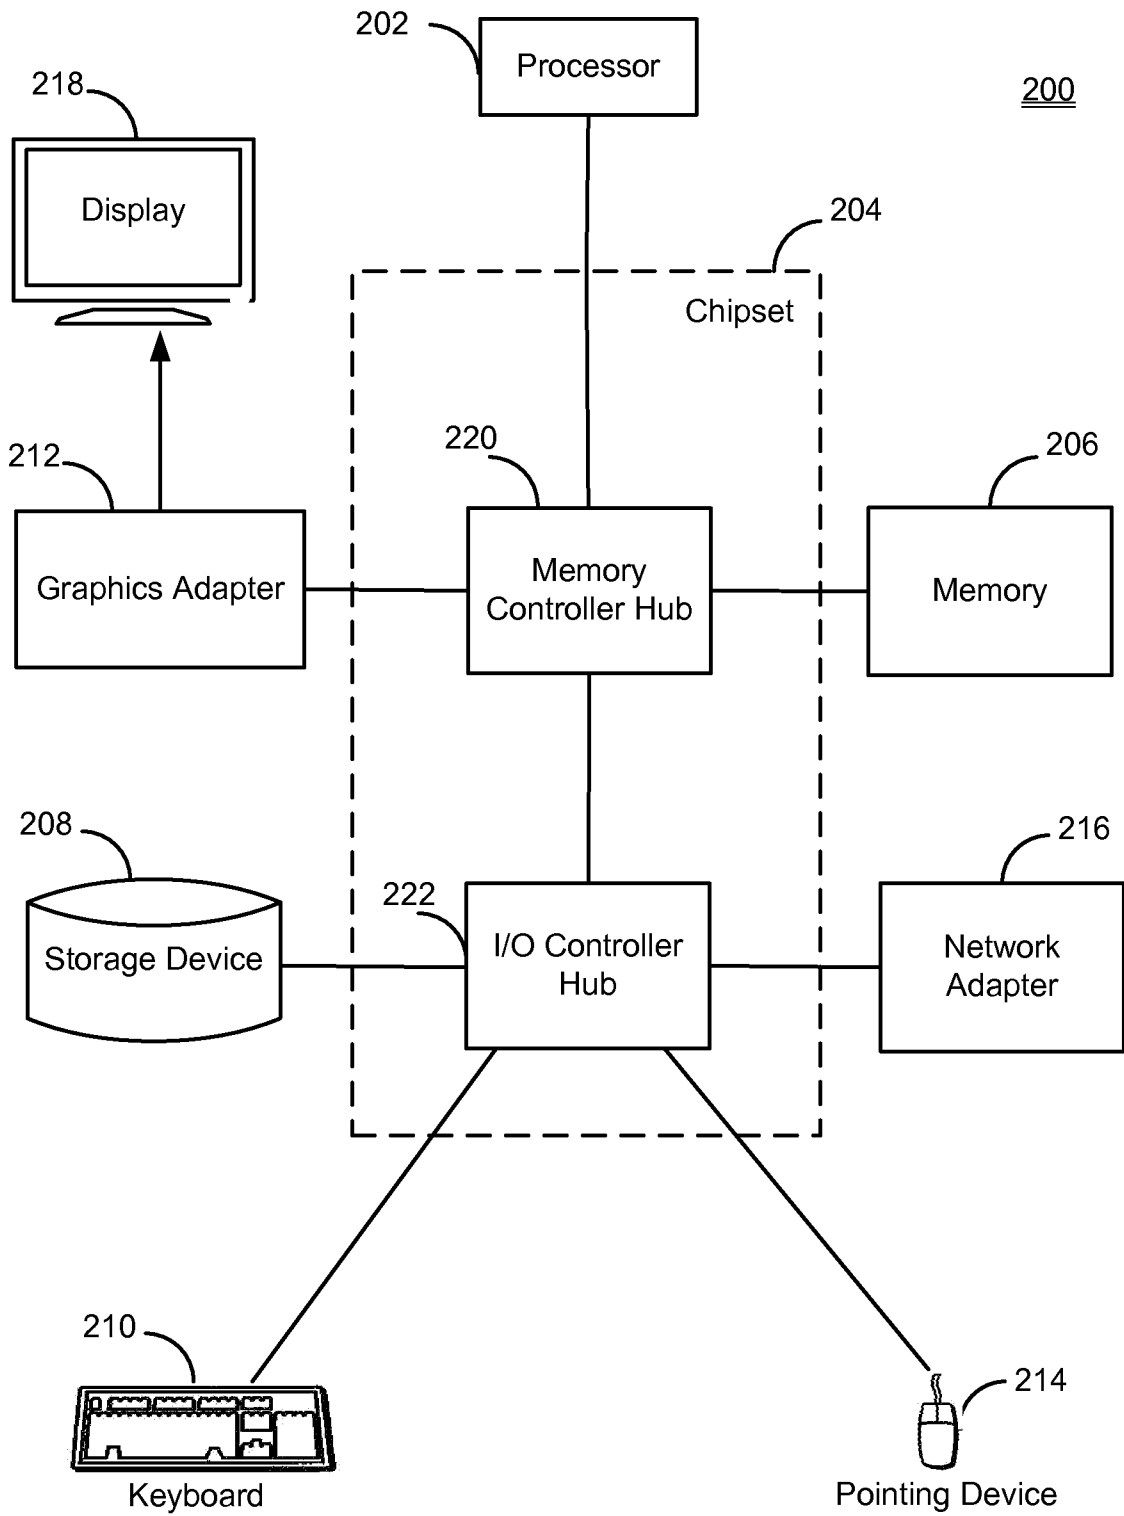 202
Processor
200
218
Display
204
Chipset
220
212
206
Graphics Adapter
Memory
Controller Hub
Memory
208
216
222
Storage Device
I/O Controller
Hub
Network
Adapter
210
214
Keyboard
Pointing Device